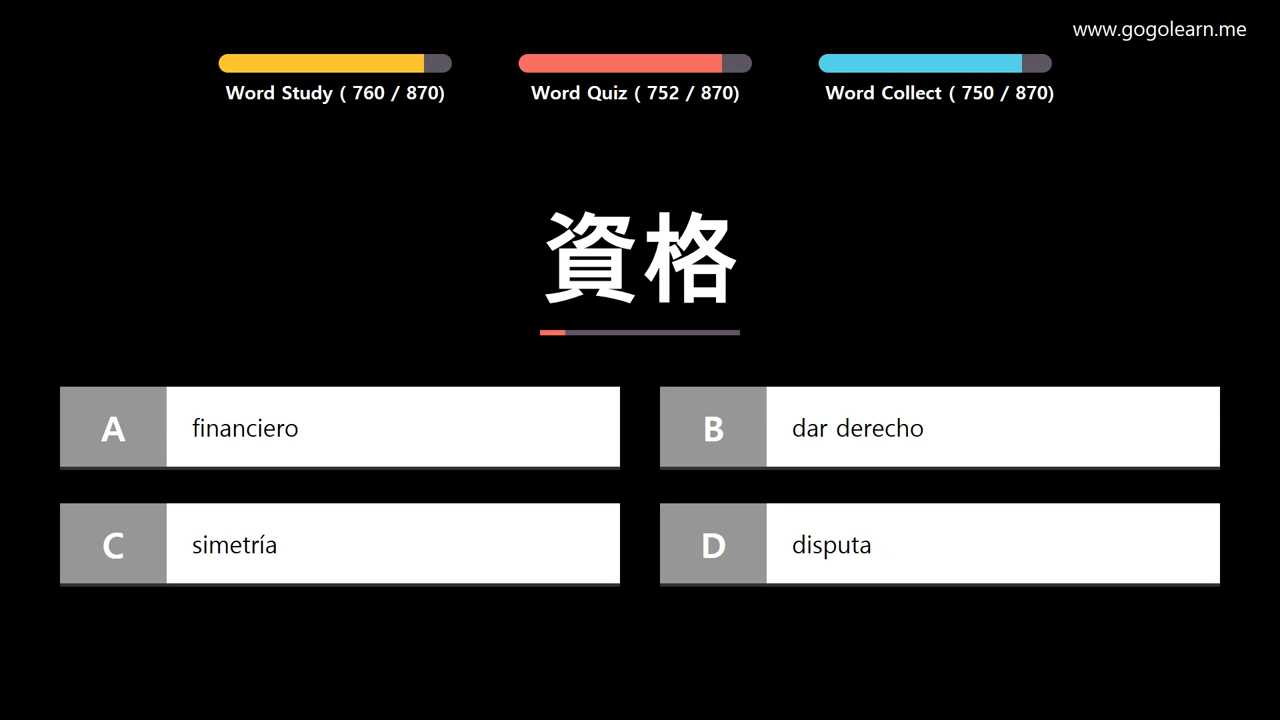 www.gogolearn.me
Word Study ( 760 / 870)
Word Quiz ( 752 / 870)
Word Collect ( 750 / 870)
資格
A financiero
B dar derecho
C simetría
D disputa